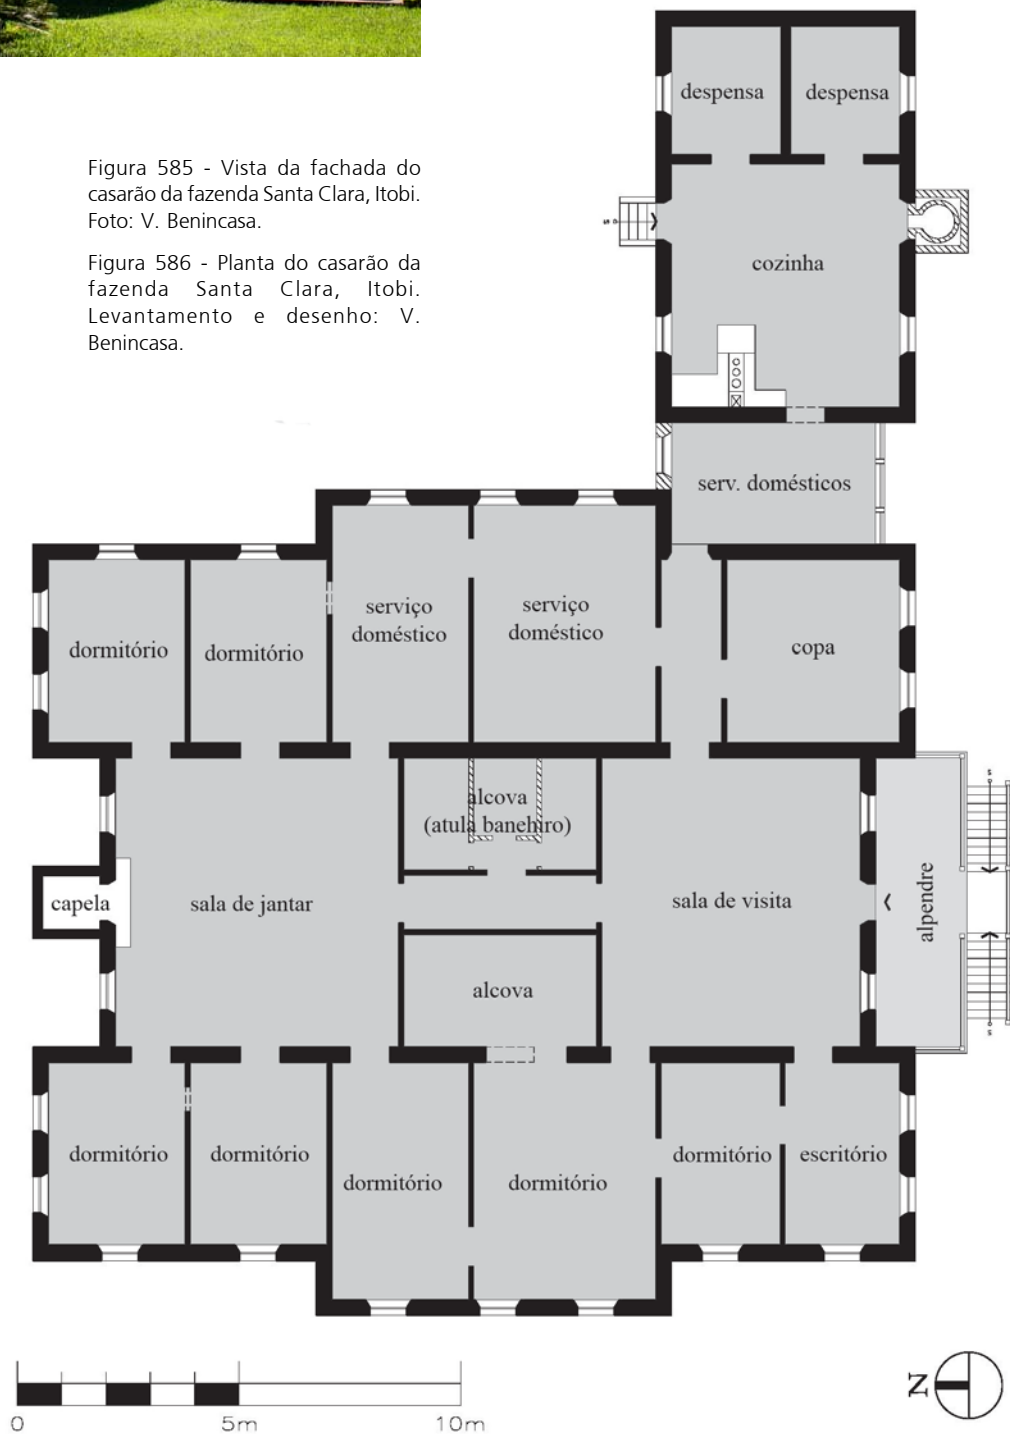 Figura 585 - Vista da fachada do
casarão da fazenda Santa Clara, Itobi.
Foto: V. Benincasa.
Figura 586 - Planta do casarão da
fazenda Santa Clara, Itobi.
Levantamento e desenho: V.
Benincasa.
despensa
despensa
cozinha
serv. domésticos
dormitório
dormitório
serviço
doméstico
serviço
doméstico
copa
alcova
(atula banehiro)
capela
sala de jantar
sala de visita
alpendre
alcova
dormitório
dormitório
dormitório
dormitório
dormitório
escritório
0
5m
10m
N